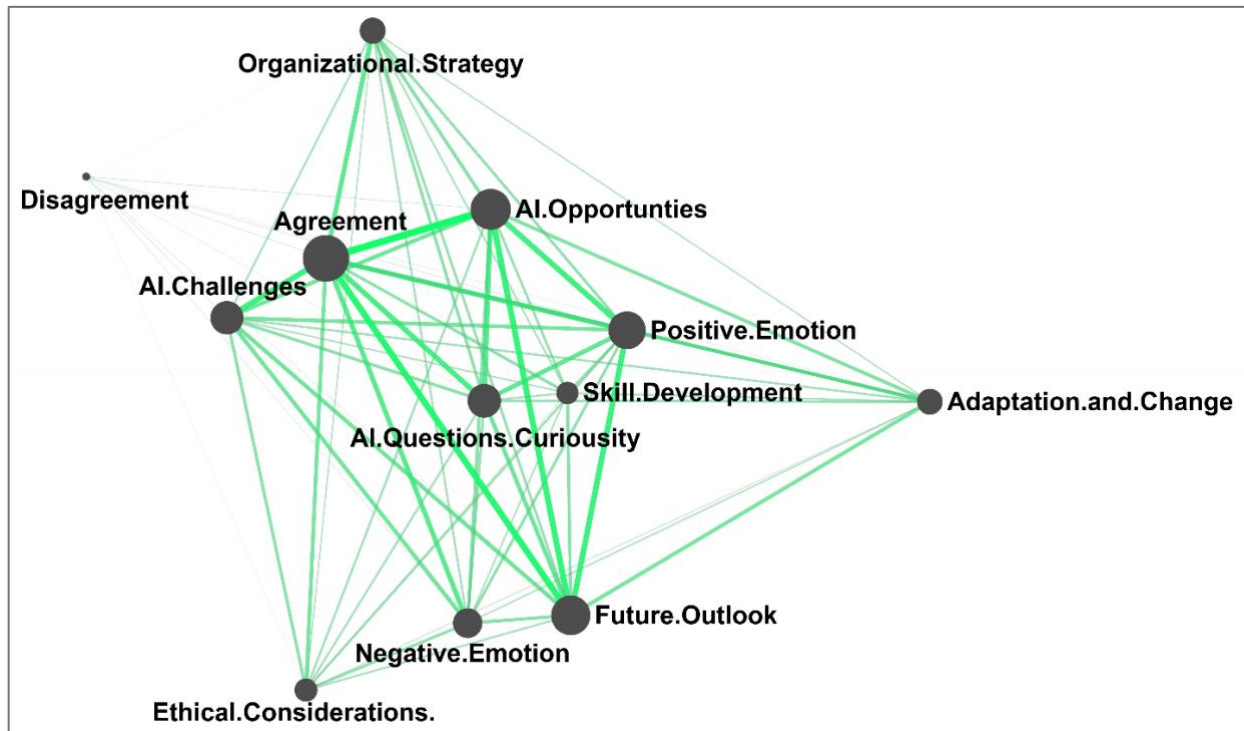 Organizational.Strategy
Disagreement
Agreement
AI.Opportunties
AI.Challenges
Positive.Emotion
Skill.Development
Adaptation.and.Change
AI.Questions.Curiousity
Future.Outlook
Negative.Emotion
Ethical.Considerations.